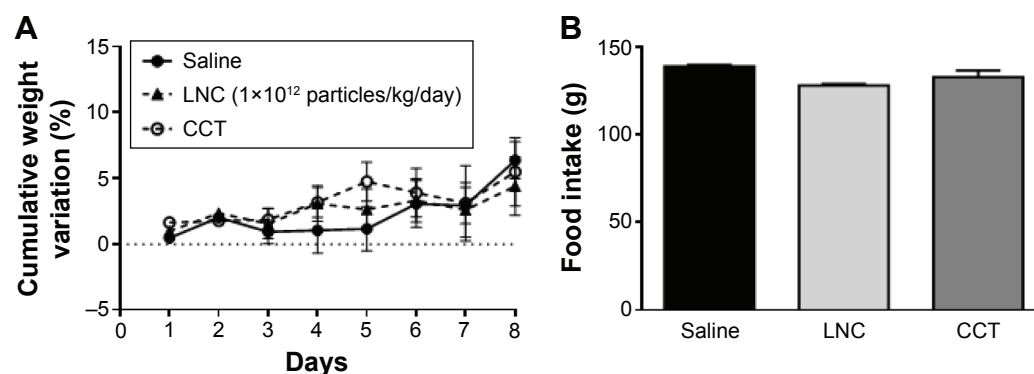 A
Cumulative weight
variation (%)
15
10
5
0
–5
Saline
LNC (1×10¹² particles/kg/day)
CCT
0 1 2 3 4 5 6 7 8
Days
B
Food intake (g)
150
100
50
0
Saline LNC CCT